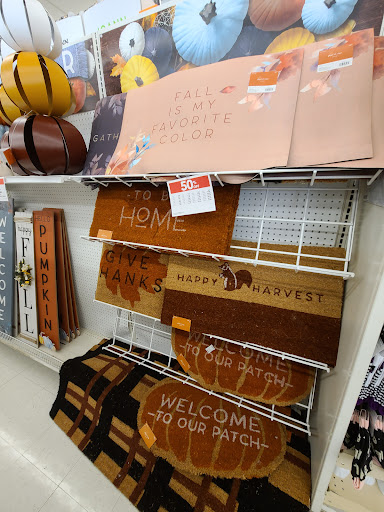 GATH
FALL
IS MY
FAVORITE
COLOR
50%
TO B
HOME
GIVE
THANKS
HAPPY HARVEST
WELCOME
TO OUR PATCH
WELCOME
TO OUR PATCH
WELCOME
FALL
PUMPKIN